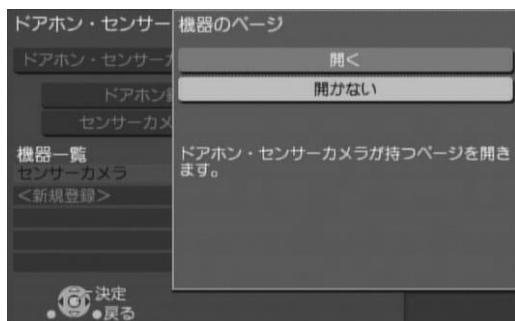 ドアホン・センサー
機器のページ
ドアホン・センサーカ
開く
開かない
ドアホン
センサーカメ
機器一覧
センサーカメラ
<新規登録>
ドアホン・センサーカメラが持つページを開き
ます。
決定
戻る